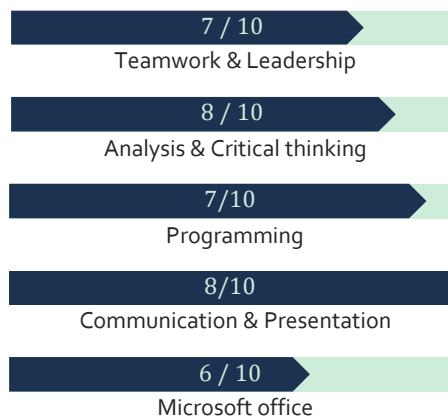 7 / 10
Teamwork & Leadership
8 / 10
Analysis & Critical thinking
7/10
Programming
8/10
Communication & Presentation
6 / 10
Microsoft office